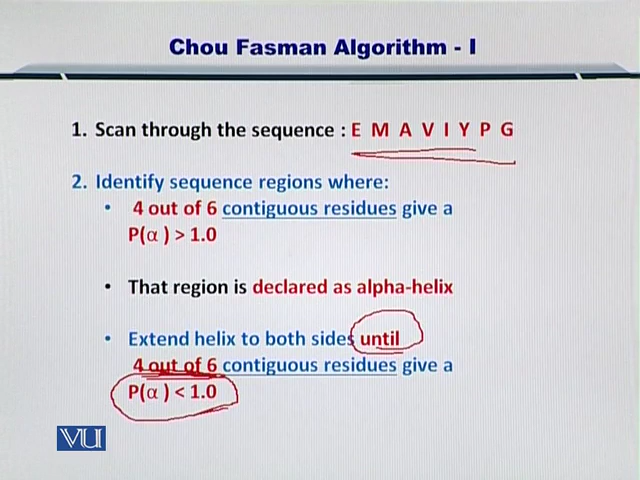 Chou Fasman Algorithm - I
1. Scan through the sequence : E M A V I Y P G
2. Identify sequence regions where:
• 4 out of 6 contiguous residues give a
P(α ) > 1.0
• That region is declared as alpha-helix
• Extend helix to both sides until
4 out of 6 contiguous residues give a
P(α ) < 1.0
VU